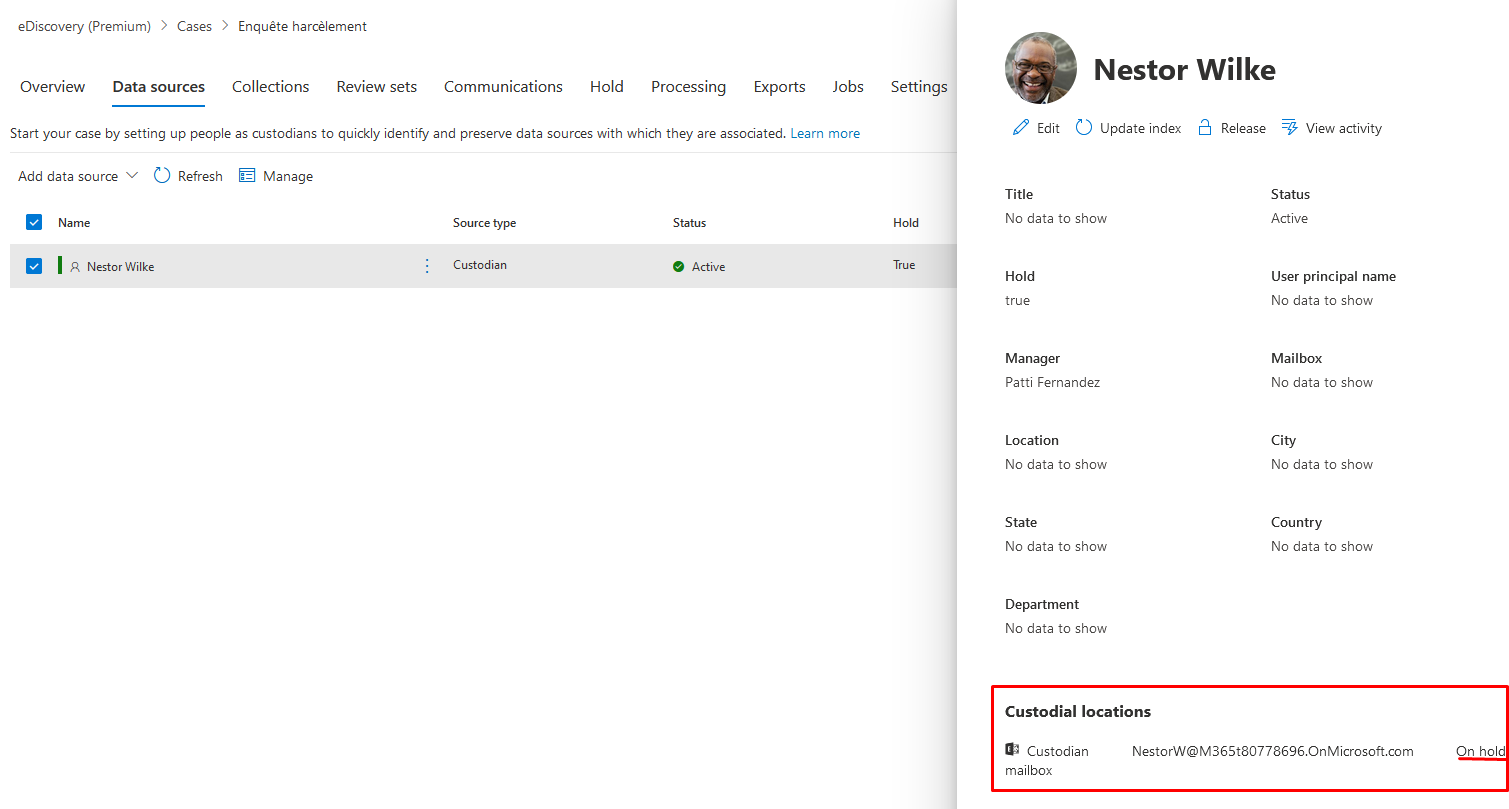 eDiscovery (Premium) > Cases > Enquête harcèlement
Overview Data sources Collections Review sets Communications Hold Processing Exports Jobs Settings
Start your case by setting up people as custodians to quickly identify and preserve data sources with which they are associated. Learn more
Add data source Refresh Manage
Name Source type Status Hold
Nestor Wilke Custodian Active True
Nestor Wilke
Edit Update index Release View activity
Title Status
No data to show Active
Hold User principal name
true No data to show
Manager Mailbox
Patti Fernandez No data to show
Location City
No data to show No data to show
State Country
No data to show No data to show
Department
No data to show
Custodial locations
Custodian NestorW@M365t80778696.OnMicrosoft.com On hold
mailbox